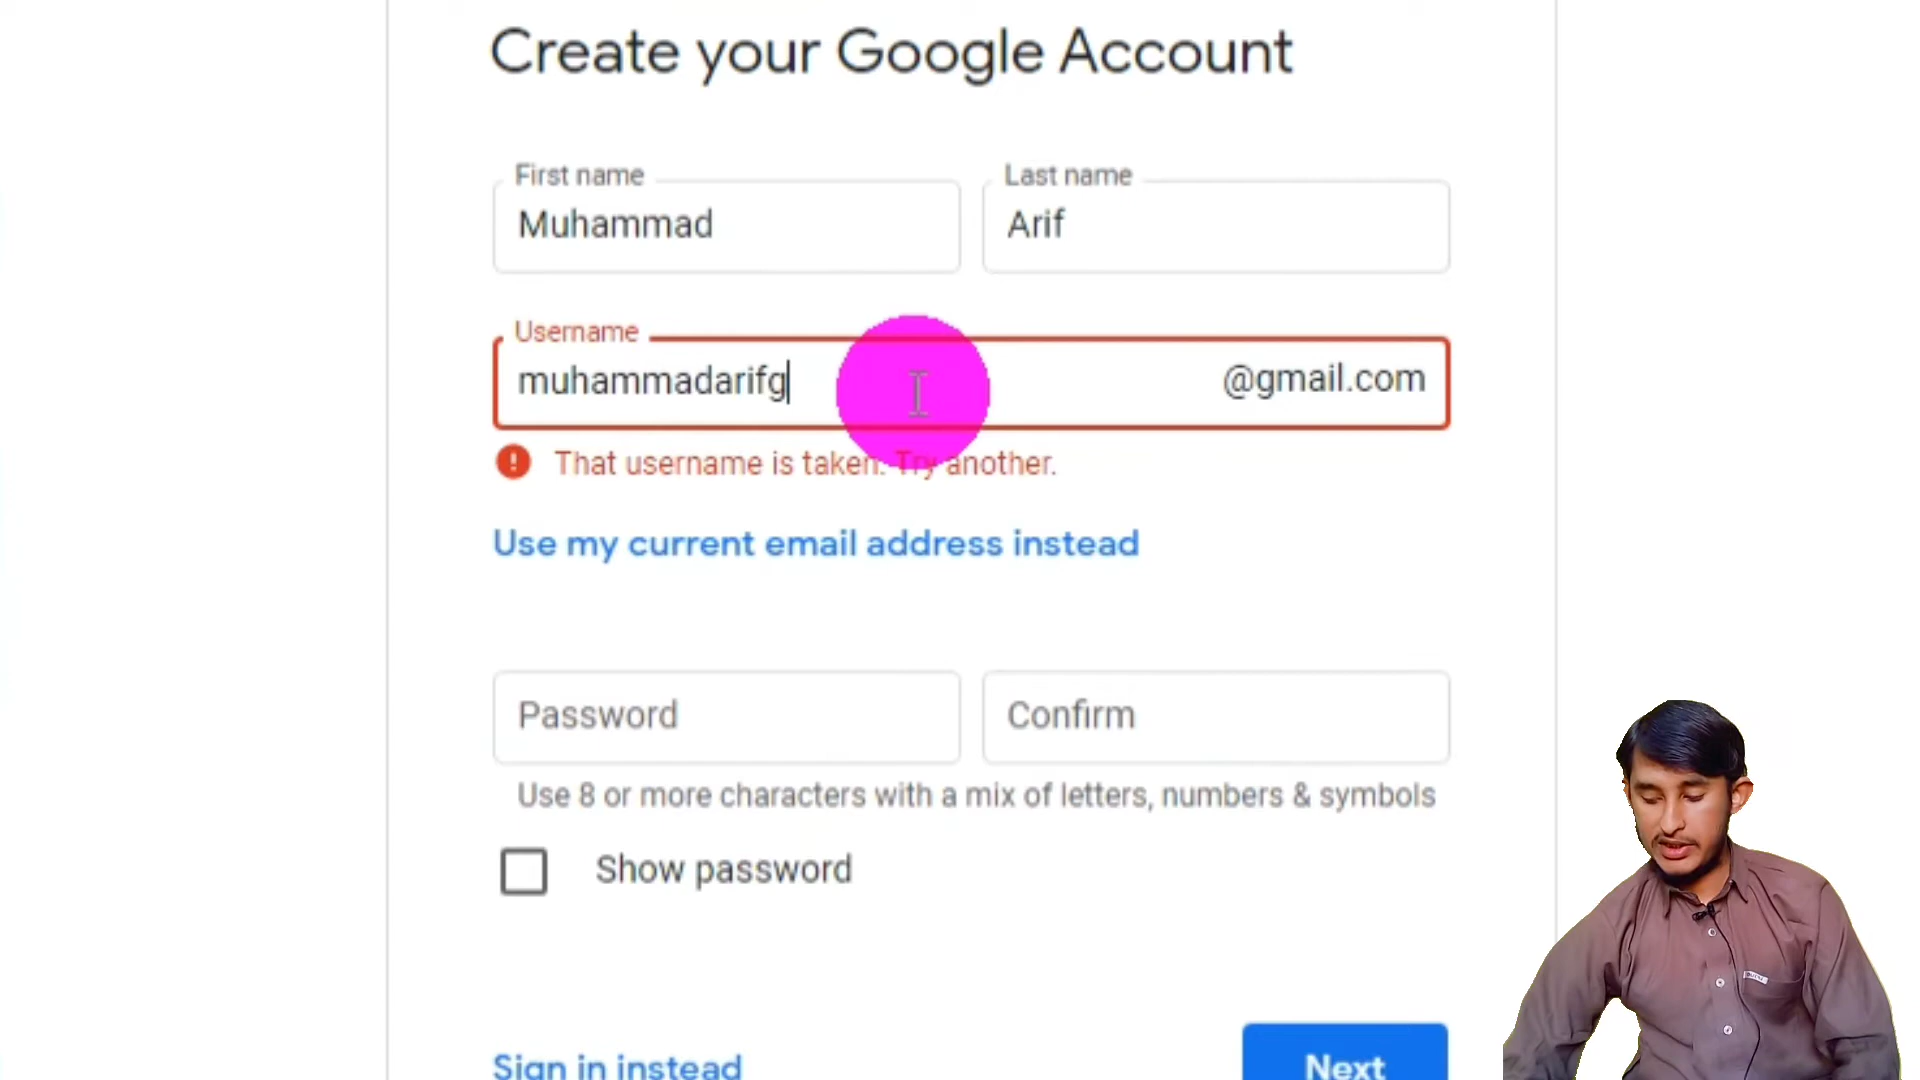 Create your Google Account
First name
Last name
Muhammad
Arif
Username
muhammadarifg
@gmail.com
That username is taken. Try another.
Use my current email address instead
Password
Confirm
Use 8 or more characters with a mix of letters, numbers & symbols
Show password
Sign in instead
Next